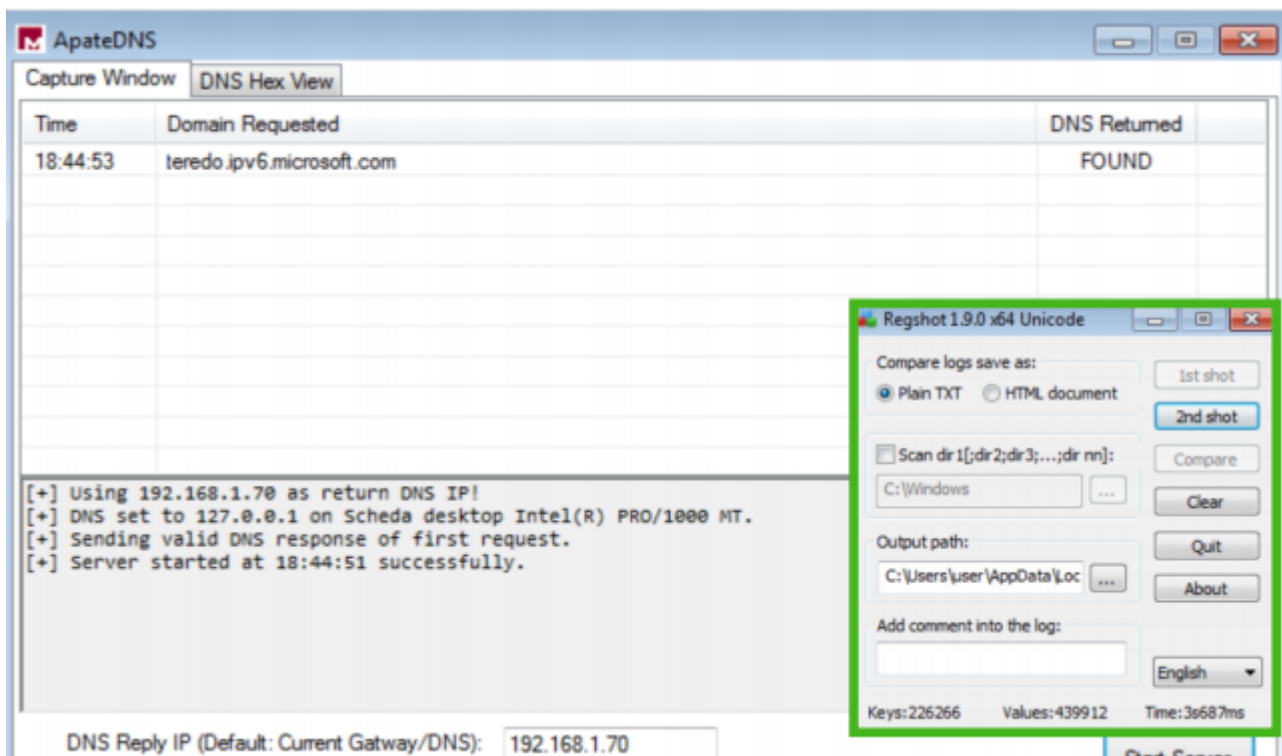 ApateDNS
Capture Window DNS Hex View
Time Domain Requested DNS Returned
18:44:53 teredo.ipv6.microsoft.com FOUND
[+] Using 192.168.1.70 as return DNS IP!
[+] DNS set to 127.0.0.1 on Scheda desktop Intel(R) PRO/1000 MT.
[+] Sending valid DNS response of first request.
[+] Server started at 18:44:51 successfully.
DNS Reply IP (Default: Current Gatway/DNS): 192.168.1.70
Start Server
Regshot 1.9.0 x64 Unicode
Compare logs save as:
Plain TXT HTML document
1st shot
2nd shot
Scan dir1[;dir2;dir3;...;dir nn]:
Compare
C:\Windows ...
Clear
Output path:
Quit
C:\Users\user\AppData\Loc ...
About
Add comment into the log:
English
Keys:226266 Values:439912 Time:3s687ms